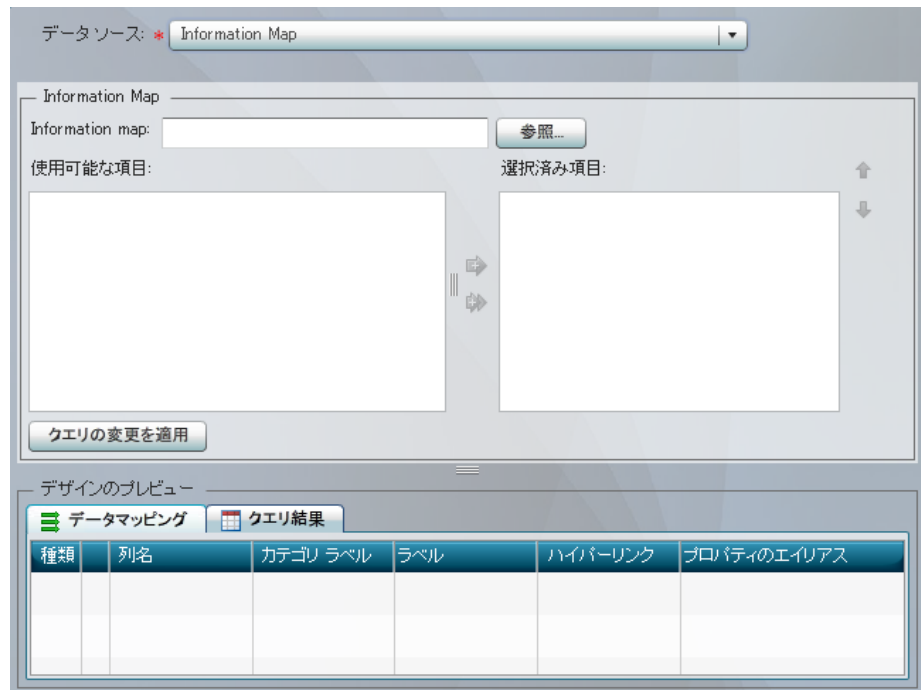 データ ソース: * Information Map
Information Map
Information map: 参照...
使用可能な項目: 選択済み項目:
クエリの変更を適用
デザインのプレビュー
データマッピング クエリ結果
種類 列名 カテゴリ ラベル ラベル ハイパーリンク プロパティのエイリアス